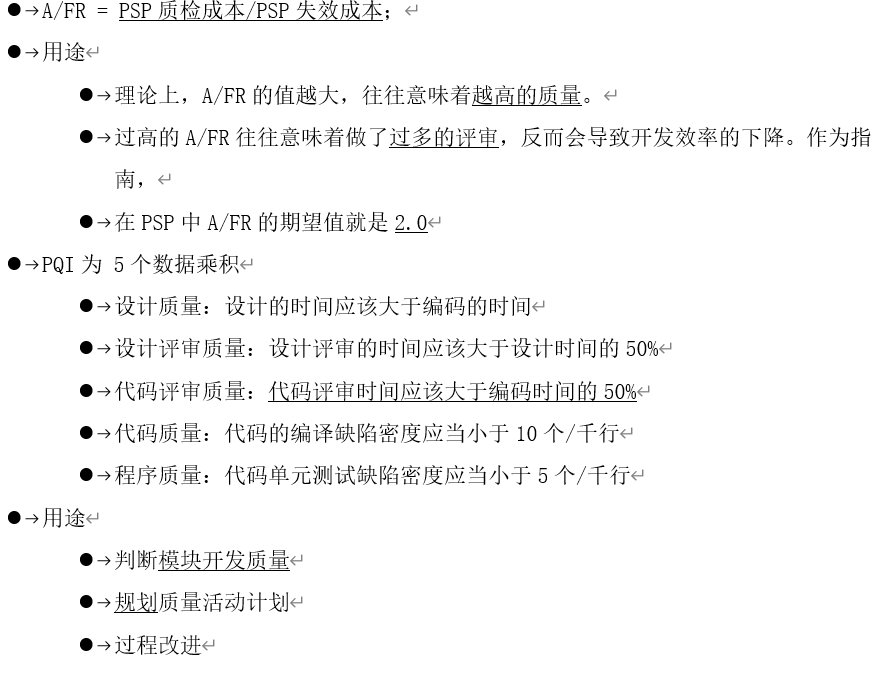 ●→A/FR = PSP 质检成本/PSP 失效成本；↵
●→用途↵
●→理论上，A/FR 的值越大，往往意味着越高的质量。↵
●→过高的 A/FR 往往意味着做了过多的评审，反而会导致开发效率的下降。作为指
南，↵
●→在 PSP 中 A/FR 的期望值就是 2.0↵
●→PQI 为 5 个数据乘积↵
●→设计质量：设计的时间应该大于编码的时间↵
●→设计评审质量：设计评审的时间应该大于设计时间的 50%↵
●→代码评审质量：代码评审时间应该大于编码时间的 50%↵
●→代码质量：代码的编译缺陷密度应当小于 10 个/千行↵
●→程序质量：代码单元测试缺陷密度应当小于 5 个/千行↵
●→用途↵
●→判断模块开发质量↵
●→规划质量活动计划↵
●→过程改进↵